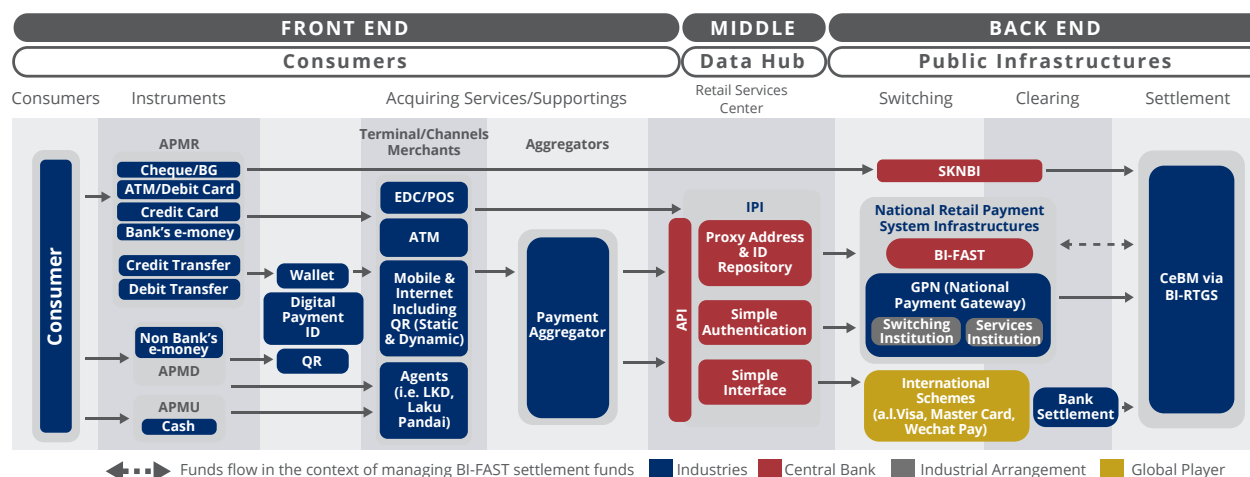 FRONT END
MIDDLE
BACK END
Consumers
Data Hub
Public Infrastructures
Consumers
Instruments
Acquiring Services/Supportings
Retail Services
Center
Switching
Clearing
Settlement
APMR
Terminal/Channels
Merchants
Aggregators
Consumer
Cheque/BG
ATM/Debit Card
Credit Card
Bank's e-money
Credit Transfer
Debit Transfer
Non Bank's
e-money
APMD
APMU
Cash
Wallet
Digital
Payment
ID
QR
EDC/POS
ATM
Mobile &
Internet
Including
QR (Static
& Dynamic)
Agents
(i.e. LKD,
Laku
Pandai)
Payment
Aggregator
API
IPI
Proxy Address
& ID
Repository
Simple
Authentication
Simple
Interface
SKNBI
National Retail Payment
System Infrastructures
BI-FAST
GPN (National
Payment Gateway)
Switching
Institution
Services
Institution
International
Schemes
(a.l.Visa, Master Card,
Wechat Pay)
Bank
Settlement
CeBM via
BI-RTGS
Funds flow in the context of managing BI-FAST settlement funds
Industries
Central Bank
Industrial Arrangement
Global Player